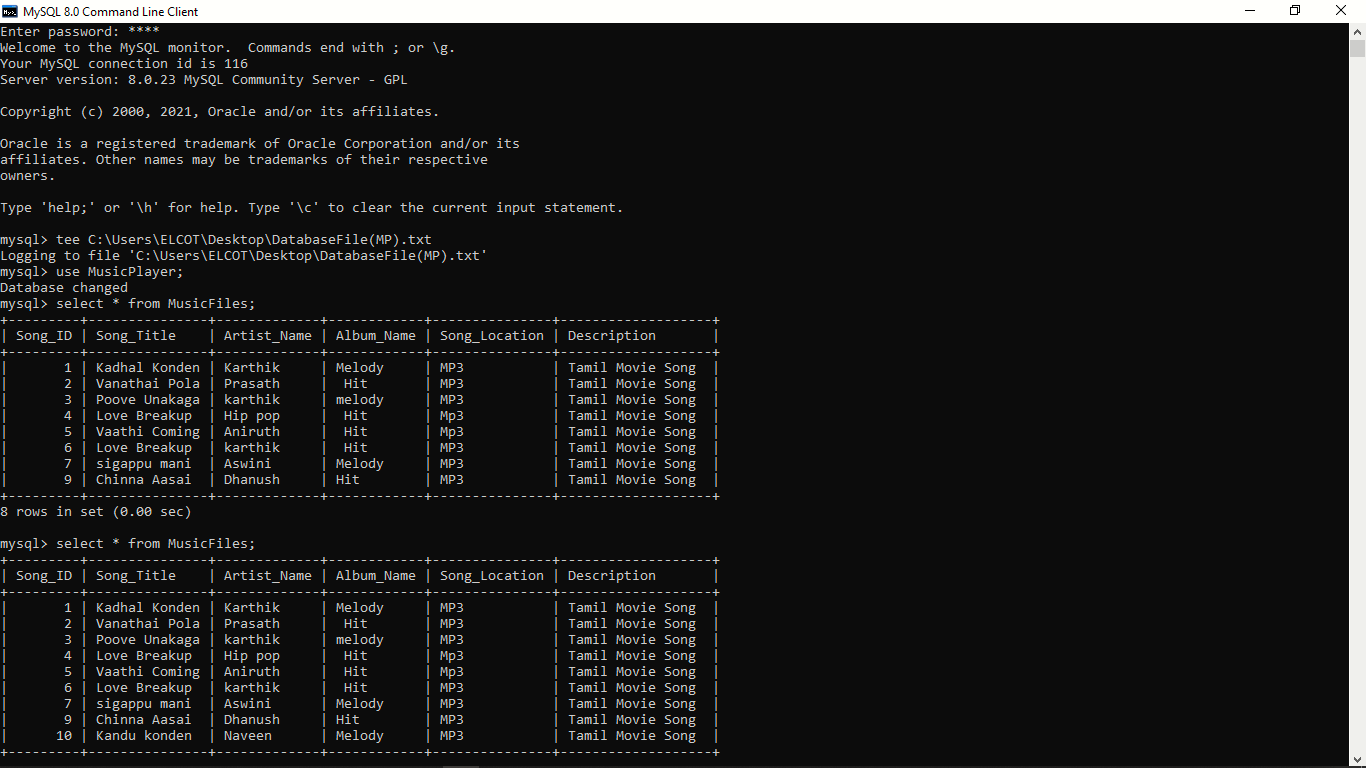 MySQL 8.0 Command Line Client
Enter password: ****
Welcome to the MySQL monitor.  Commands end with ; or \g.
Your MySQL connection id is 116
Server version: 8.0.23 MySQL Community Server - GPL
Copyright (c) 2000, 2021, Oracle and/or its affiliates.
Oracle is a registered trademark of Oracle Corporation and/or its
affiliates. Other names may be trademarks of their respective
owners.
Type 'help;' or '\h' for help. Type '\c' to clear the current input statement.
mysql> tee C:\Users\ELCOT\Desktop\DatabaseFile(MP).txt
Logging to file 'C:\Users\ELCOT\Desktop\DatabaseFile(MP).txt'
mysql> use MusicPlayer;
Database changed
mysql> select * from MusicFiles;
+---------+---------------+-------------+------------+---------------+-------------------+
| Song_ID | Song_Title    | Artist_Name | Album_Name | Song_Location | Description       |
+---------+---------------+-------------+------------+---------------+-------------------+
|       1 | Kadhal Konden | Karthik     | Melody     | MP3           | Tamil Movie Song  |
|       2 | Vanathai Pola | Prasath     |  Hit       | MP3           | Tamil Movie Song  |
|       3 | Poove Unakaga | karthik     | melody     | MP3           | Tamil Movie Song  |
|       4 | Love Breakup  | Hip pop     |  Hit       | Mp3           | Tamil Movie Song  |
|       5 | Vaathi Coming | Aniruth     |  Hit       | Mp3           | Tamil Movie Song  |
|       6 | Love Breakup  | karthik     |  Hit       | MP3           | Tamil Movie Song  |
|       7 | sigappu mani  | Aswini      | Melody     | MP3           | Tamil Movie Song  |
|       9 | Chinna Aasai  | Dhanush     | Hit        | MP3           | Tamil Movie Song  |
+---------+---------------+-------------+------------+---------------+-------------------+
8 rows in set (0.00 sec)
mysql> select * from MusicFiles;
+---------+---------------+-------------+------------+---------------+-------------------+
| Song_ID | Song_Title    | Artist_Name | Album_Name | Song_Location | Description       |
+---------+---------------+-------------+------------+---------------+-------------------+
|       1 | Kadhal Konden | Karthik     | Melody     | MP3           | Tamil Movie Song  |
|       2 | Vanathai Pola | Prasath     |  Hit       | MP3           | Tamil Movie Song  |
|       3 | Poove Unakaga | karthik     | melody     | MP3           | Tamil Movie Song  |
|       4 | Love Breakup  | Hip pop     |  Hit       | Mp3           | Tamil Movie Song  |
|       5 | Vaathi Coming | Aniruth     |  Hit       | Mp3           | Tamil Movie Song  |
|       6 | Love Breakup  | karthik     |  Hit       | MP3           | Tamil Movie Song  |
|       7 | sigappu mani  | Aswini      | Melody     | MP3           | Tamil Movie Song  |
|       9 | Chinna Aasai  | Dhanush     | Hit        | MP3           | Tamil Movie Song  |
|      10 | Kandu konden  | Naveen      | Melody     | MP3           | Tamil Movie Song  |
+---------+---------------+-------------+------------+---------------+-------------------+